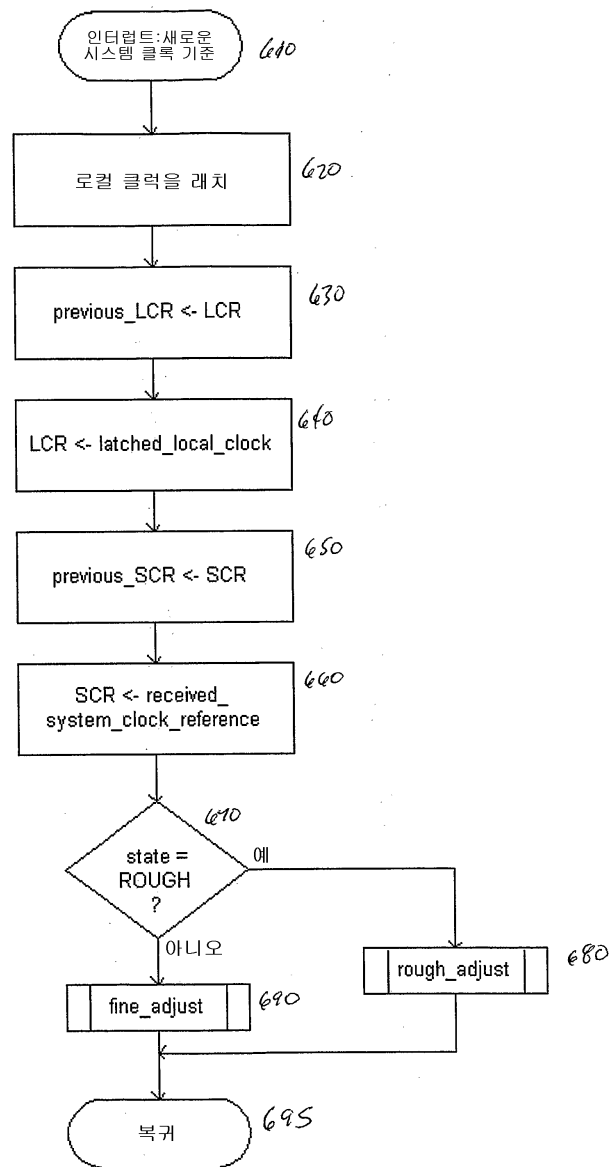 인터럽트:새로운
시스템 클록 기준
610
로컬 클럭을 래치
620
previous_LCR <- LCR
630
LCR <- latched_local_clock
640
previous_SCR <- SCR
650
SCR <- received_
system_clock_reference
660
670
state =
ROUGH
?
예
아니오
rough_adjust
680
fine_adjust
690
복귀
695